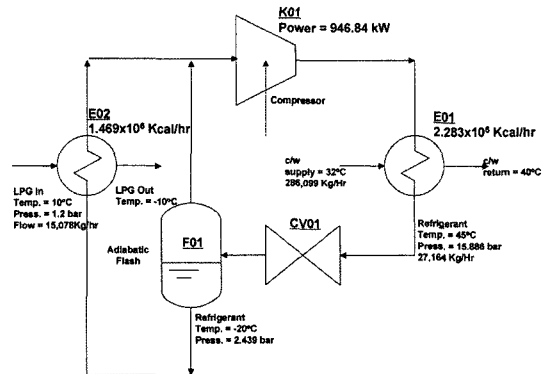 K01
Power = 946.84 kW
Compressor
E02
1.469x10⁶ Kcal/hr
E01
2.283x10⁶ Kcal/hr
c/w
supply = 32°C
286,099 Kg/Hr
c/w
return = 40°C
LPG In
Temp. = 10°C
Press. = 1.2 bar
Flow = 15,078Kg/hr
LPG Out
Temp. = -10°C
CV01
F01
Adiabatic
Flash
Refrigerant
Temp. = 45°C
Press. = 15.886 bar
27,164 Kg/Hr
Refrigerant
Temp. = -20°C
Press. = 2.439 bar